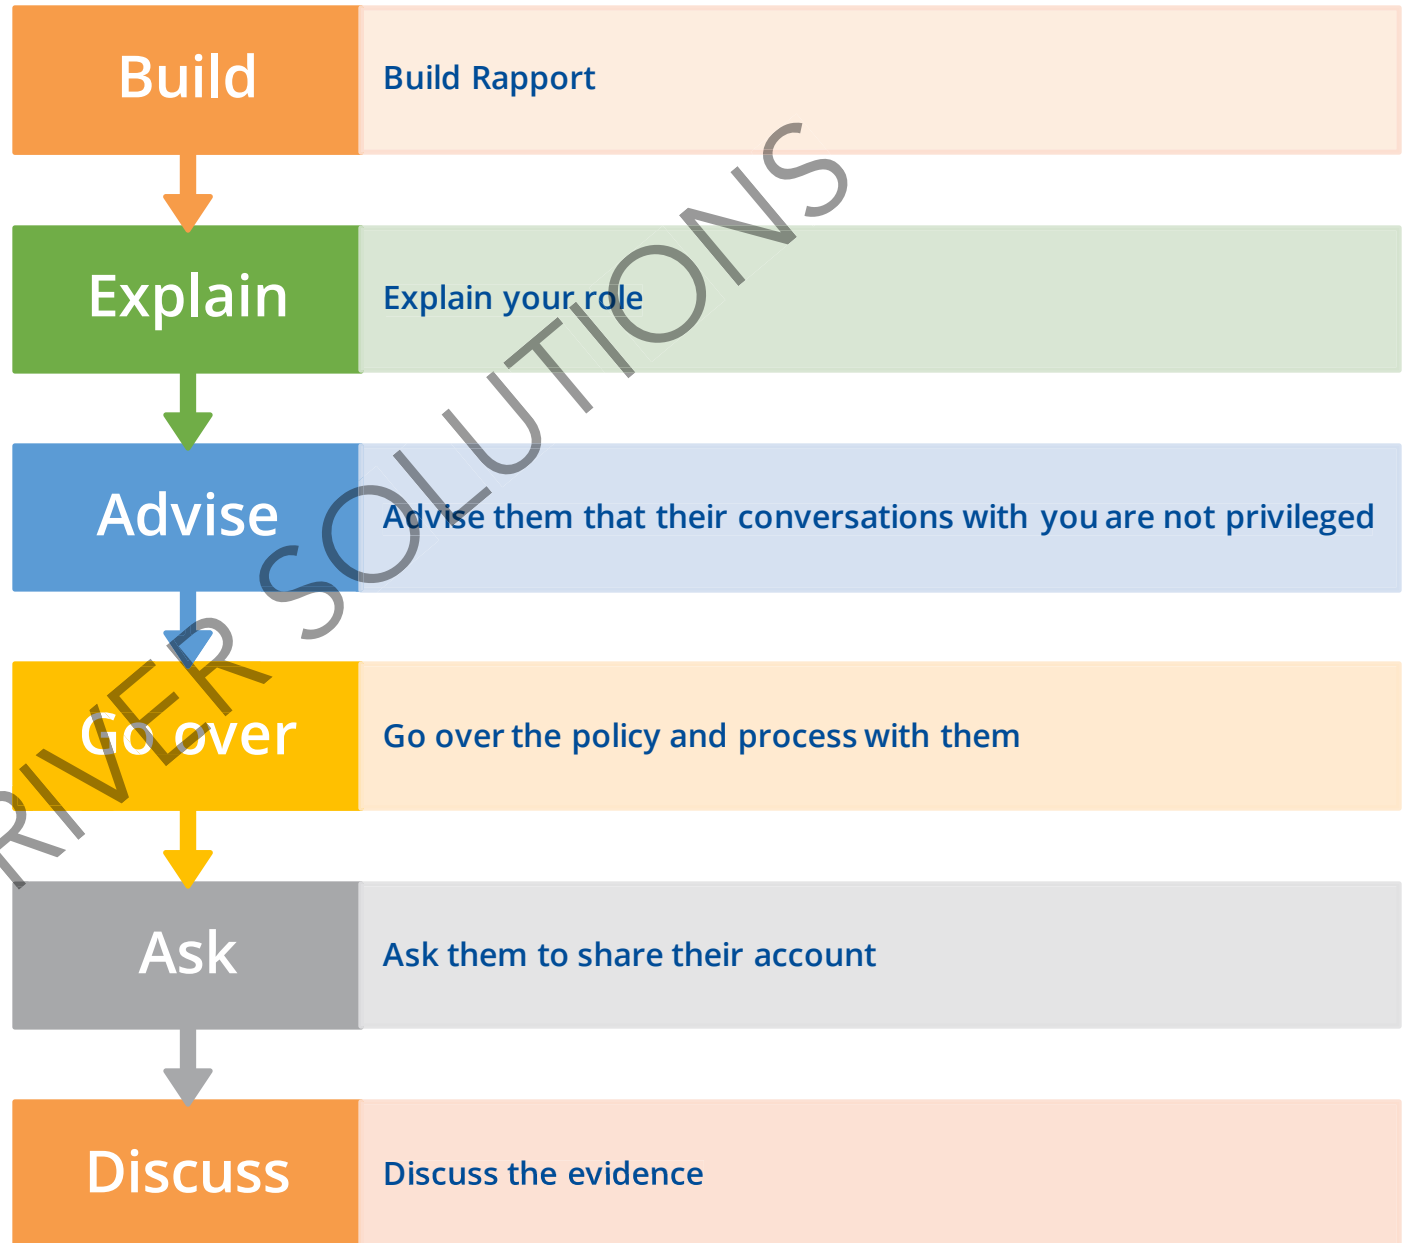 Build
Build Rapport
Explain
Explain your role
Advise
Advise them that their conversations with you are not privileged
Go over
Go over the policy and process with them
Ask
Ask them to share their account
Discuss
Discuss the evidence
RIVER SOLUTIONS